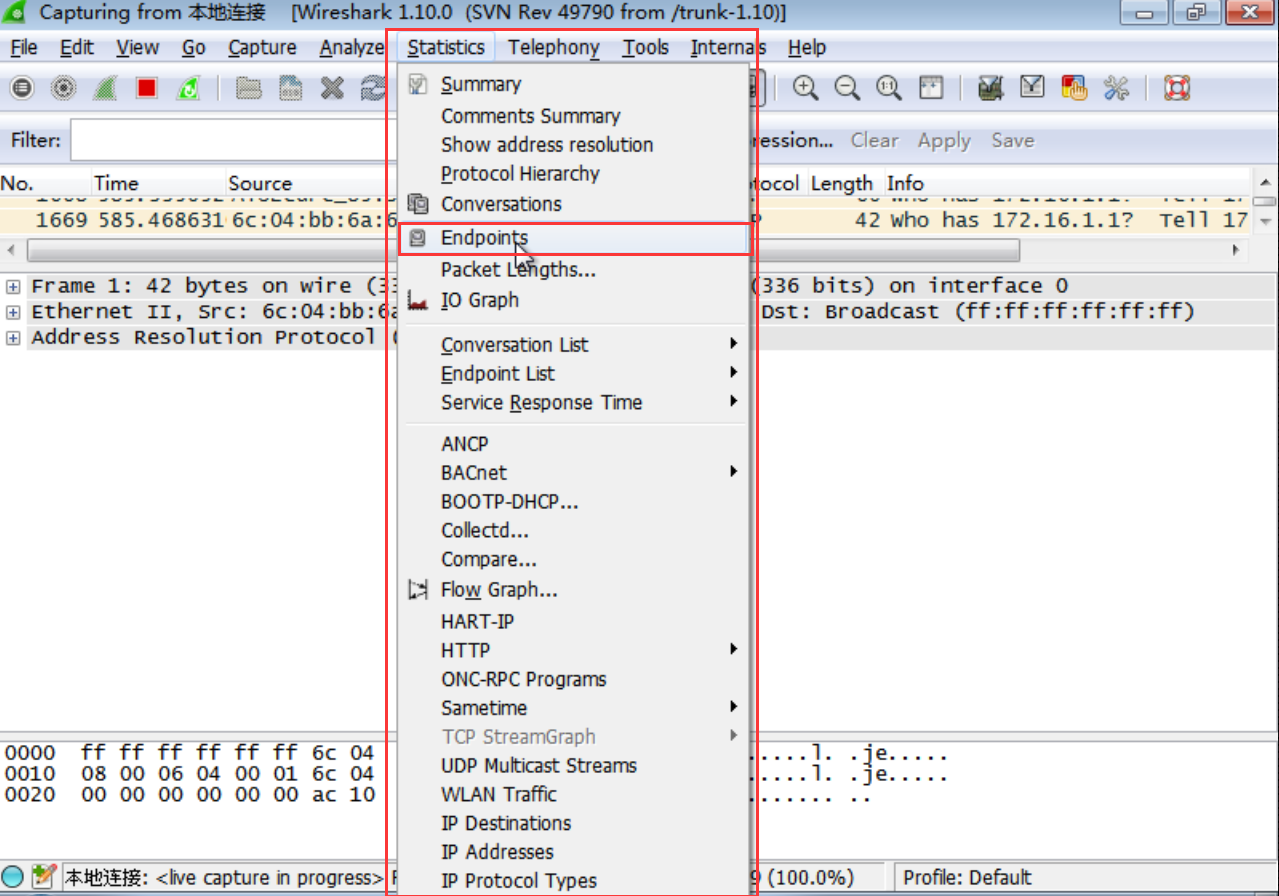 Capturing from 本地连接 [Wireshark 1.10.0 (SVN Rev 49790 from /trunk-1.10)]
File Edit View Go Capture Analyze Statistics Telephony Tools Internals Help
Filter: ression... Clear Apply Save
No. Time Source tocol Length Info
1669 585.468631 6c:04:bb:6a:6 42 Who has 172.16.1.1? Tell 17
Frame 1: 42 bytes on wire (33 (336 bits) on interface 0
Ethernet II, Src: 6c:04:bb:6a Dst: Broadcast (ff:ff:ff:ff:ff:ff)
Address Resolution Protocol (
Summary
Comments Summary
Show address resolution
Protocol Hierarchy
Conversations
Endpoints
Packet Lengths...
IO Graph
Conversation List
Endpoint List
Service Response Time
ANCP
BACnet
BOOTP-DHCP...
Collectd...
Compare...
Flow Graph...
HART-IP
HTTP
ONC-RPC Programs
Sametime
TCP StreamGraph
UDP Multicast Streams
WLAN Traffic
IP Destinations
IP Addresses
IP Protocol Types
0000 ff ff ff ff ff ff 6c 04 .....l. .je.....
0010 08 00 06 04 00 01 6c 04 .....l. .je.....
0020 00 00 00 00 00 00 ac 10 ....... ..
本地连接: <live capture in progress> F 9 (100.0%) Profile: Default